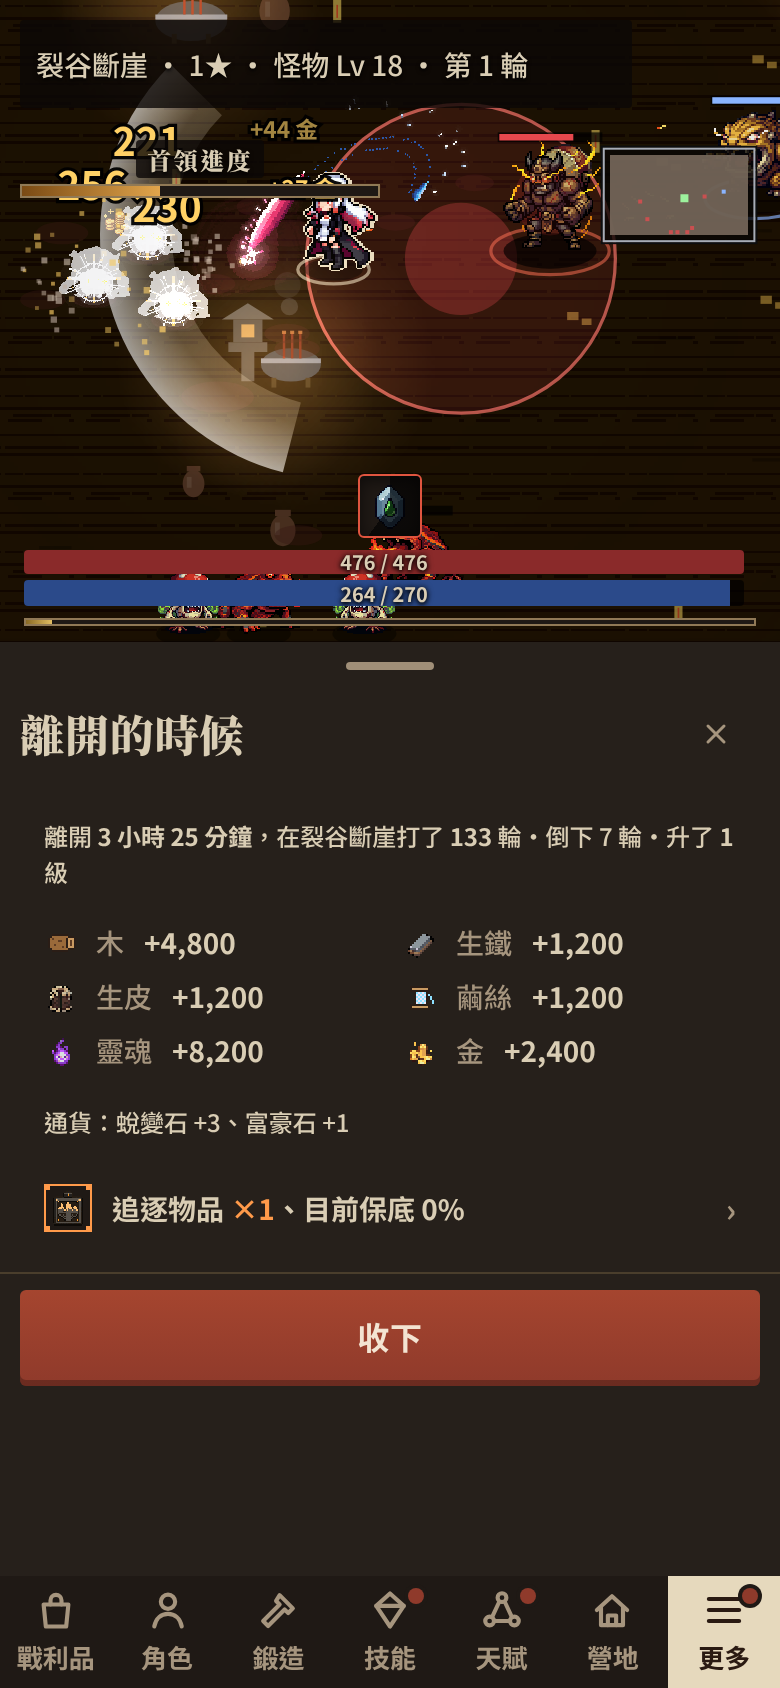 裂谷斷崖 • 1★ • 怪物 Lv 18 • 第 1 輪
+44 金
221
首領進度
256
230
476 / 476
264 / 270
離開的時候
離開 3 小時 25 分鐘，在裂谷斷崖打了 133 輪·倒下 7 輪·升了 1
級
木 +4,800
生鐵 +1,200
生皮 +1,200
繭絲 +1,200
靈魂 +8,200
金 +2,400
通貨：蛻變石 +3、富豪石 +1
追逐物品 ×1、目前保底 0%
收下
戰利品
角色
鍛造
技能
天賦
營地
更多